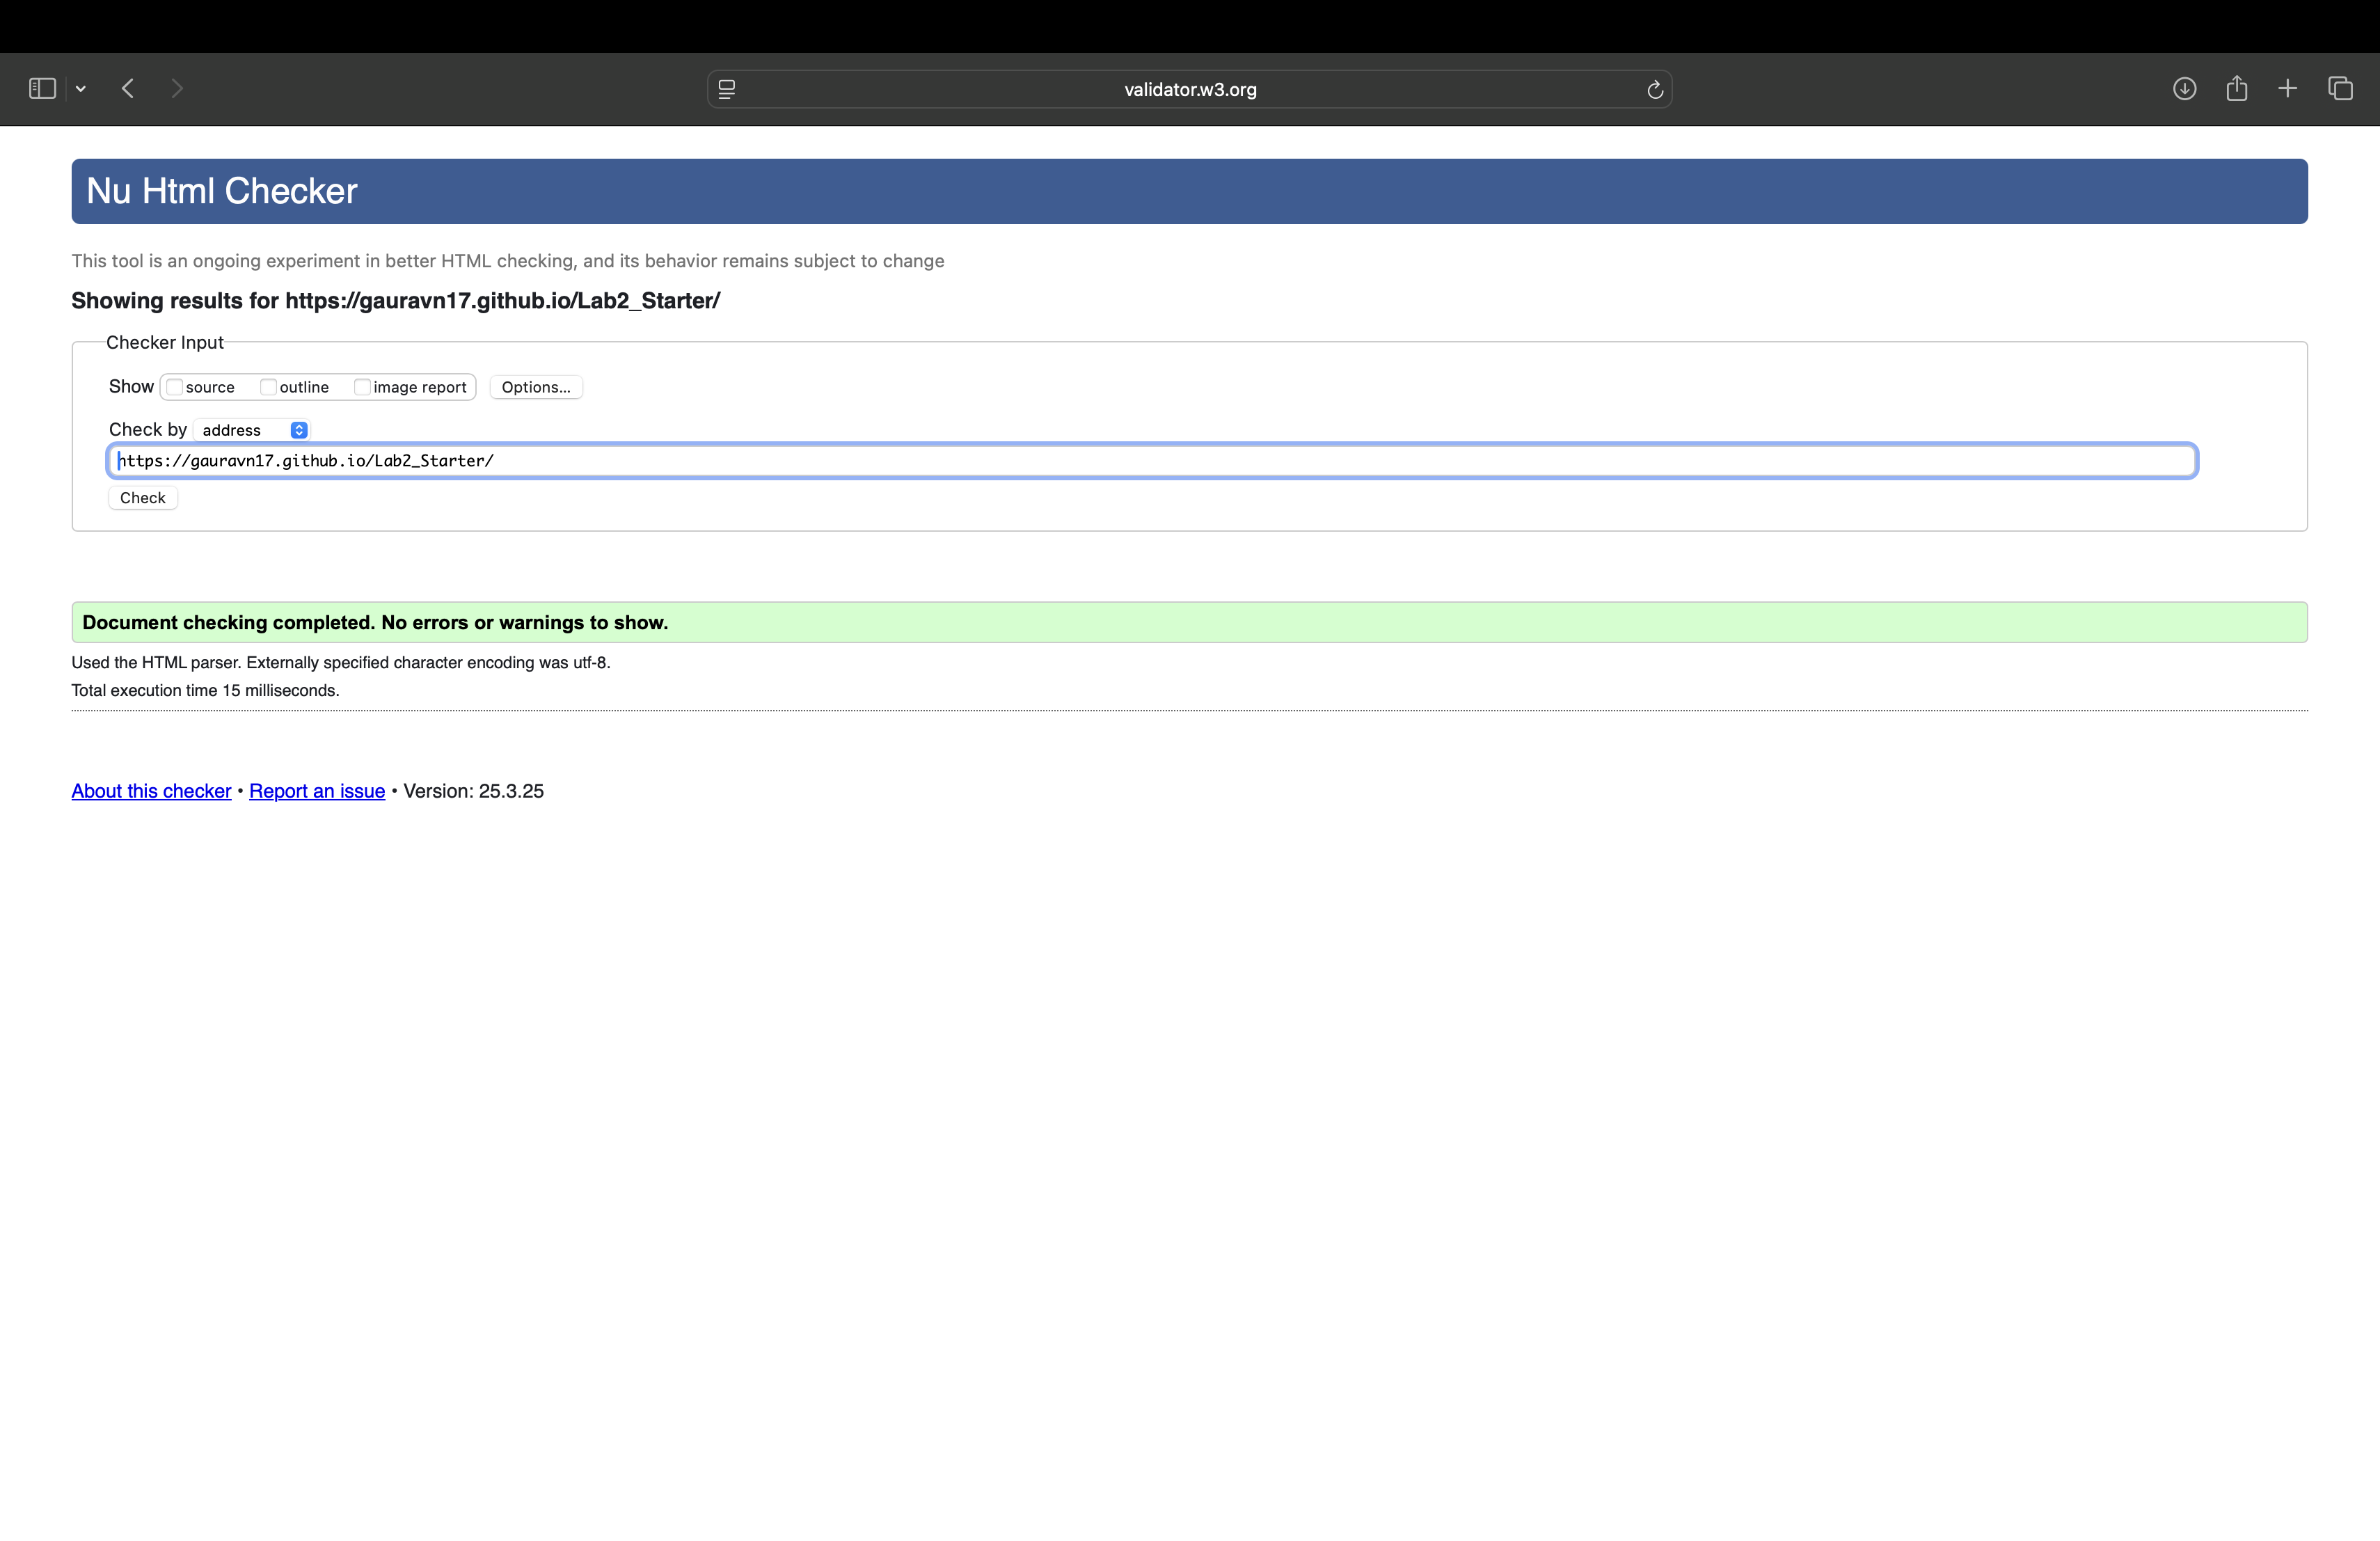 validator.w3.org
Nu Html Checker
This tool is an ongoing experiment in better HTML checking, and its behavior remains subject to change
Showing results for https://gauravn17.github.io/Lab2_Starter/
Checker Input
Show source outline image report Options...
Check by address
https://gauravn17.github.io/Lab2_Starter/
Check
Document checking completed. No errors or warnings to show.
Used the HTML parser. Externally specified character encoding was utf-8.
Total execution time 15 milliseconds.
About this checker • Report an issue • Version: 25.3.25